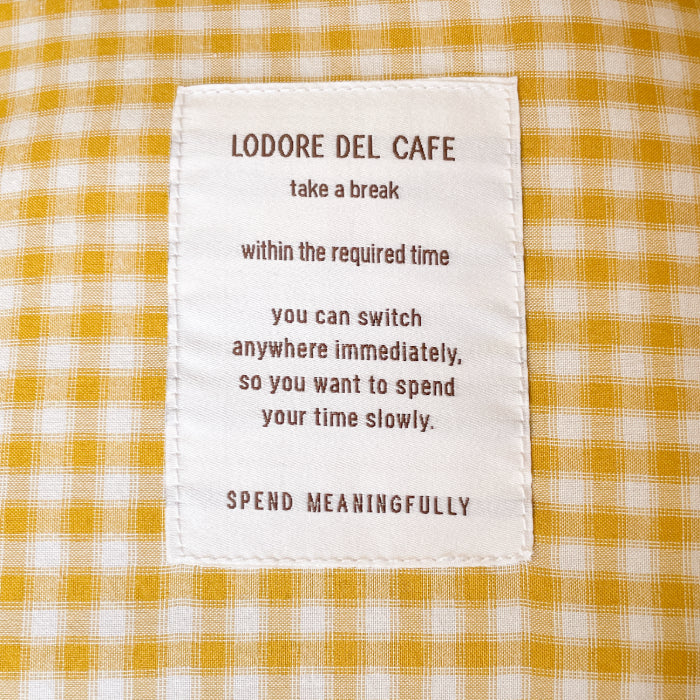 LODORE DEL CAFE
take a break
within the required time
you can switch
anywhere immediately,
so you want to spend
your time slowly.
SPEND MEANINGFULLY